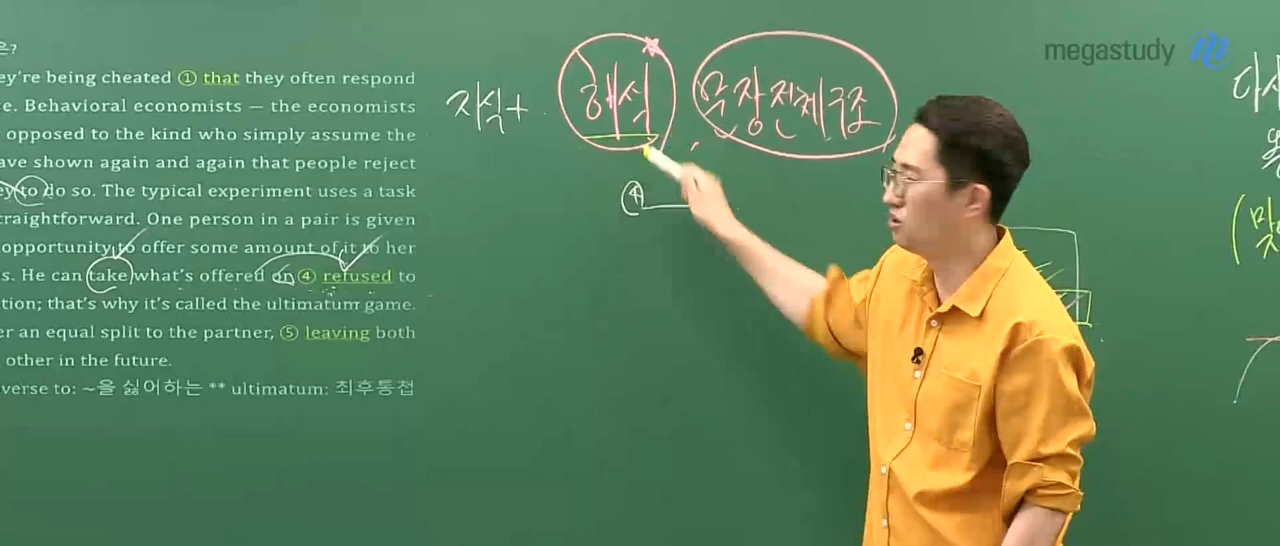 은?
ey're being cheated ① that they often respond
e. Behavioral economists — the economists
opposed to the kind who simply assume the
ave shown again and again that people reject
ey to do so. The typical experiment uses a task
traightforward. One person in a pair is given
opportunity to offer some amount of it to her
s. He can take what's offered or ④ refused to
tion; that's why it's called the ultimatum game.
er an equal split to the partner, ⑤ leaving both
other in the future.
verse to: ~을 싫어하는 ** ultimatum: 최후통첩
지식+ 해석, 문장전체구조
④
megastudy